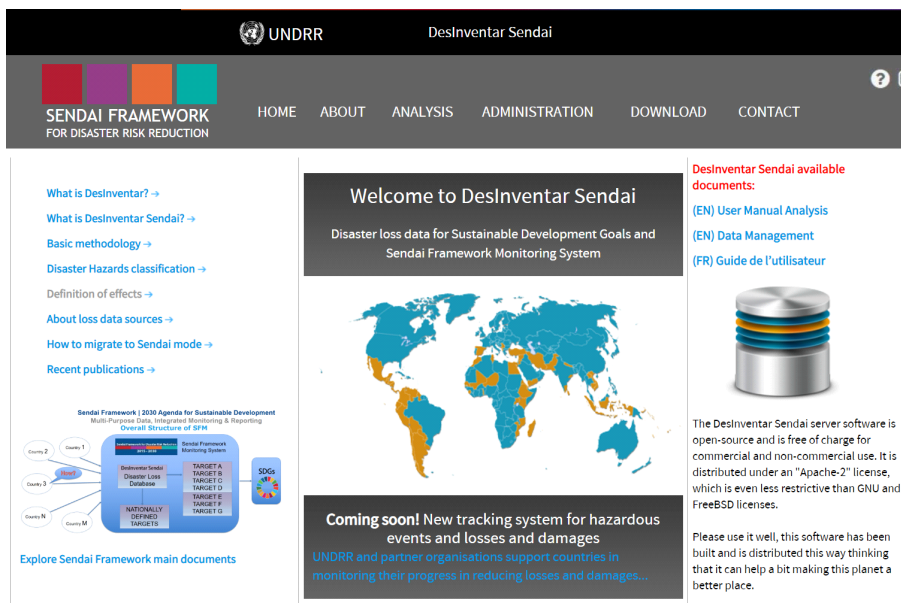 UNDRR
DesInventar Sendai
SENDAI FRAMEWORK
FOR DISASTER RISK REDUCTION
HOME
ABOUT
ANALYSIS
ADMINISTRATION
DOWNLOAD
CONTACT
?
What is DesInventar? →
What is DesInventar Sendai? →
Basic methodology →
Disaster Hazards classification →
Definition of effects →
About loss data sources →
How to migrate to Sendai mode →
Recent publications →
Sendai Framework | 2030 Agenda for Sustainable Development
Multi-Purpose Data, Integrated Monitoring & Reporting
Overall Structure of SFM
Country 2
Country 1
Country 3
Country N
Country M
New!!
2015 - 2030
Sendai Framework
Monitoring System
DesInventar Sendai
Disaster Loss
Database
NATIONALLY
DEFINED
TARGETS
TARGET A
TARGET B
TARGET C
TARGET D
TARGET E
TARGET F
TARGET G
SDGs
Explore Sendai Framework main documents
Welcome to DesInventar Sendai
Disaster loss data for Sustainable Development Goals and
Sendai Framework Monitoring System
Coming soon! New tracking system for hazardous
events and losses and damages
UNDRR and partner organisations support countries in
monitoring their progress in reducing losses and damages...
DesInventar Sendai available
documents:
(EN) User Manual Analysis
(EN) Data Management
(FR) Guide de l'utilisateur
The DesInventar Sendai server software is
open-source and is free of charge for
commercial and non-commercial use. It is
distributed under an "Apache-2" license,
which is even less restrictive than GNU and
FreeBSD licenses.
Please use it well, this software has been
built and is distributed this way thinking
that it can help a bit making this planet a
better place.